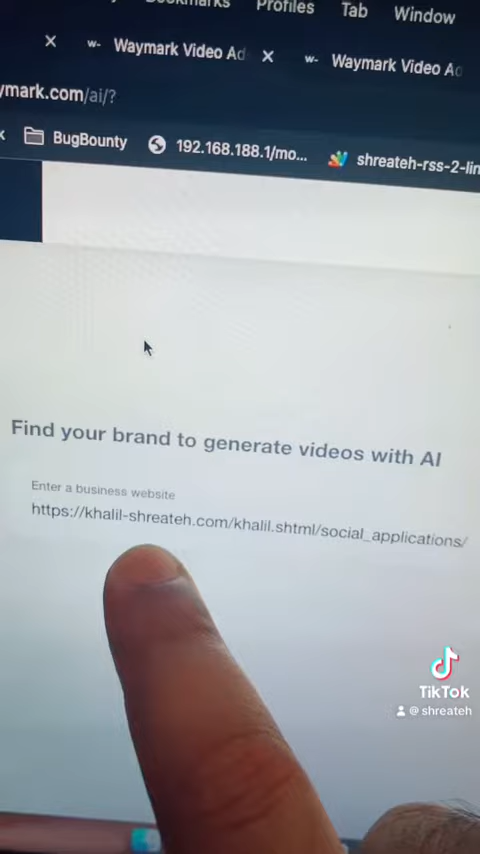 Bookmarks Profiles Tab Window
w- Waymark Video Ad w- Waymark Video Ad
ymark.com/ai/?
BugBounty 192.168.188.1/mo... shreateh-rss-2-lin
Find your brand to generate videos with AI
Enter a business website
https://khalil-shreateh.com/khalil.shtml/social_applications/
TikTok
@ shreateh